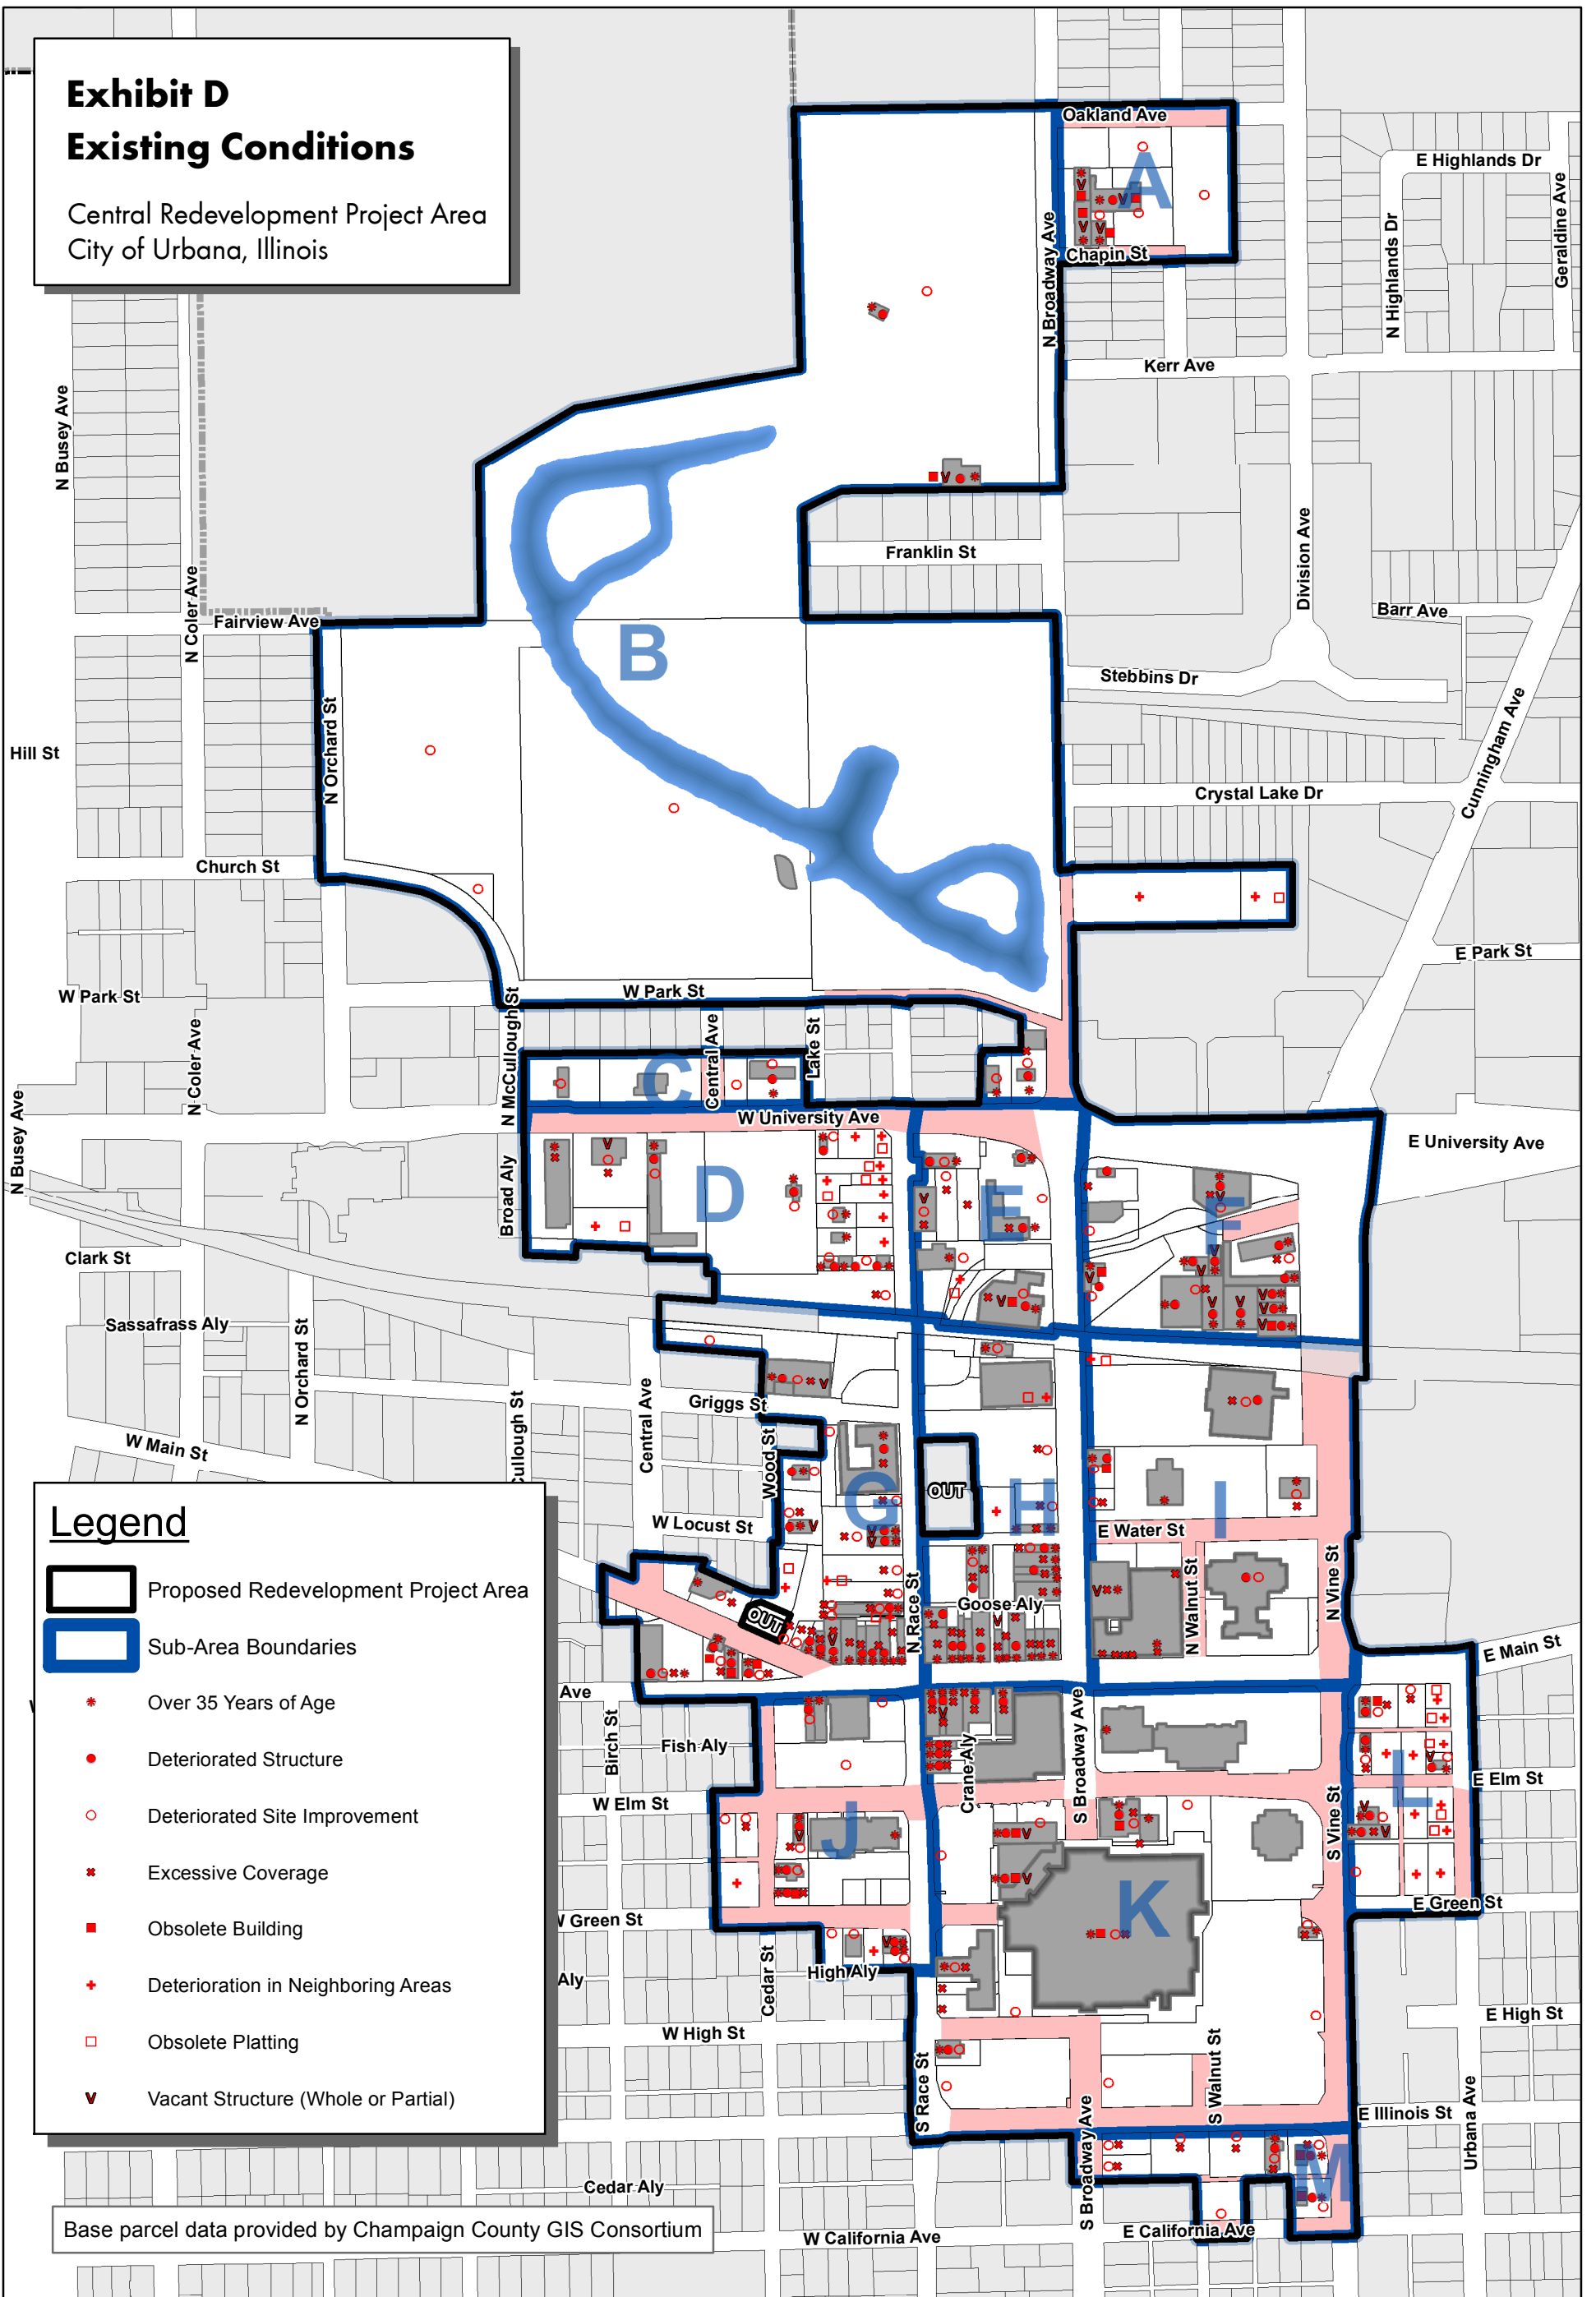 Exhibit D
Existing Conditions
Central Redevelopment Project Area
City of Urbana, Illinois
Oakland Ave
A
Chapin St
E Highlands Dr
N Highlands Dr
Geraldine Ave
N Broadway Ave
Kerr Ave
N Busey Ave
N Coler Ave
Franklin St
Division Ave
Barr Ave
Fairview Ave
B
Stebbins Dr
Cunningham Ave
N Orchard St
Hill St
Crystal Lake Dr
Church St
E Park St
W Park St
W Park St
N McCullough St
Central Ave
Lake St
C
N Coler Ave
N Busey Ave
W University Ave
E University Ave
Broad Aly
D
E
F
Clark St
Sassafrass Aly
N Orchard St
Central Ave
Griggs St
W Main St
Cullough St
Wood St
G
OUT
H
I
W Locust St
E Water St
N Race St
Goose Aly
N Walnut St
N Vine St
OUT
E Main St
Legend
Proposed Redevelopment Project Area
Sub-Area Boundaries
Over 35 Years of Age
Deteriorated Structure
Deteriorated Site Improvement
Excessive Coverage
Obsolete Building
Deterioration in Neighboring Areas
Obsolete Platting
V Vacant Structure (Whole or Partial)
Ave
Birch St
Fish Aly
Crane Aly
S Broadway Ave
L
E Elm St
W Elm St
J
S Vine St
K
W Green St
E Green St
Cedar St
High Aly
Aly
W High St
E High St
S Race St
S Walnut St
E Illinois St
S Broadway Ave
Urbana Ave
M
Cedar Aly
Base parcel data provided by Champaign County GIS Consortium
W California Ave
E California Ave